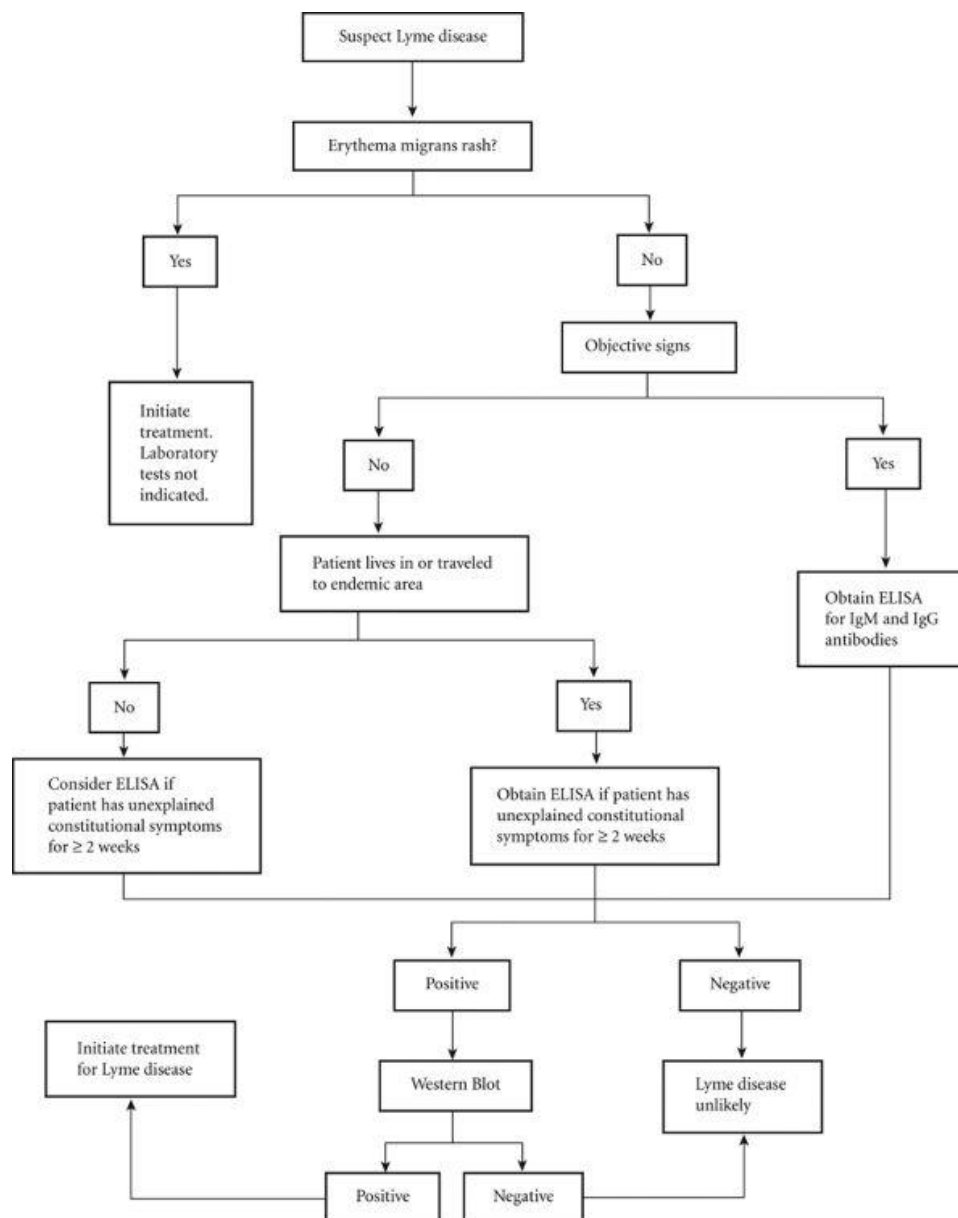 Suspect Lyme disease
Erythema migrans rash?
Yes
No
Objective signs
Initiate
treatment.
Laboratory
tests not
indicated.
No
Yes
Patient lives in or traveled
to endemic area
Obtain ELISA
for IgM and IgG
antibodies
No
Yes
Consider ELISA if
patient has unexplained
constitutional symptoms
for ≥ 2 weeks
Obtain ELISA if patient has
unexplained constitutional
symptoms for ≥ 2 weeks
Positive
Negative
Initiate treatment
for Lyme disease
Western Blot
Lyme disease
unlikely
Positive
Negative